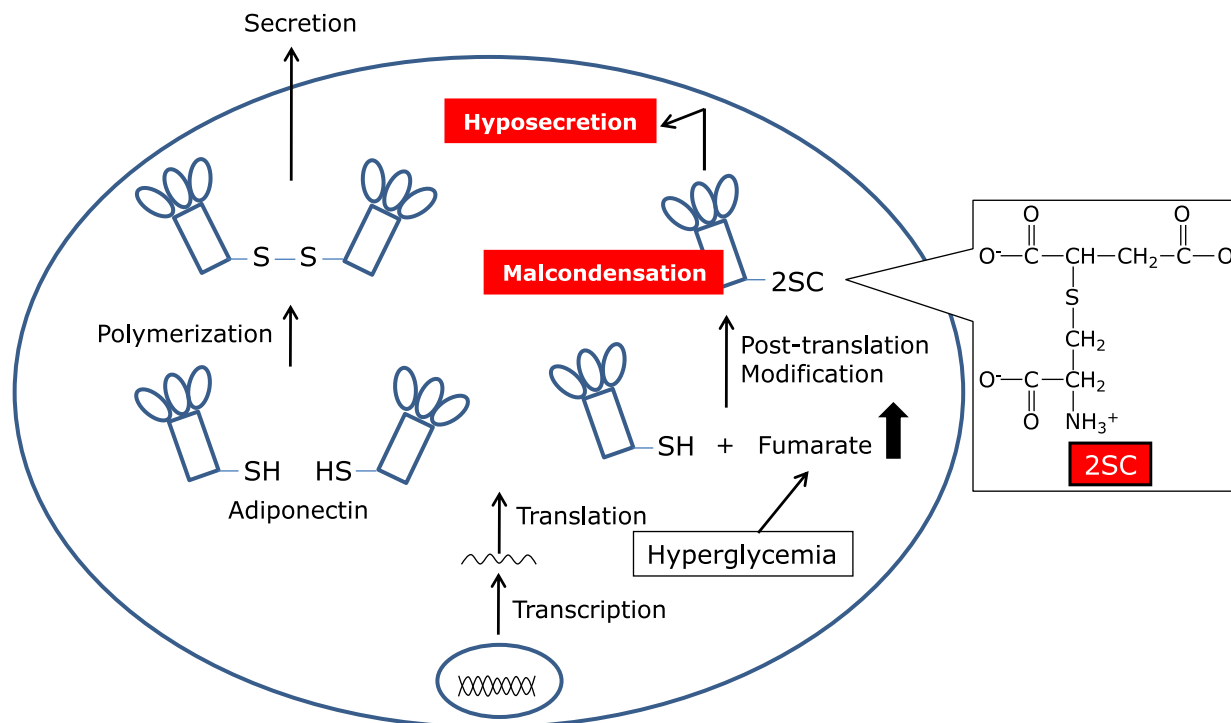 Secretion
Hyposecretion
S S
Malcondensation
2SC
Polymerization
Post-translation
Modification
SH HS
Adiponectin
SH + Fumarate
Translation
Hyperglycemia
Transcription
O O
O- C CH CH2 C O
S
CH2
O- C CH2
O NH3+
2SC